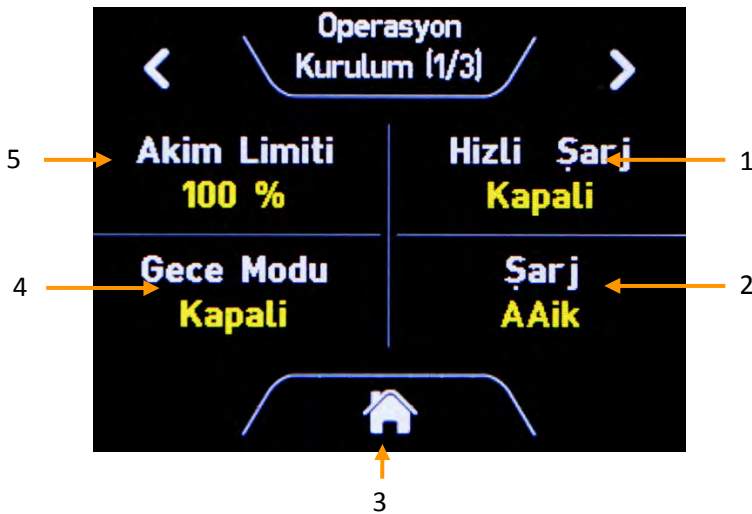 Operasyon
Kurulum (1/3)
5
Akim Limiti
100 %
Hizli Şarj
Kapali
1
4
Gece Modu
Kapali
Şarj
AAik
2
3